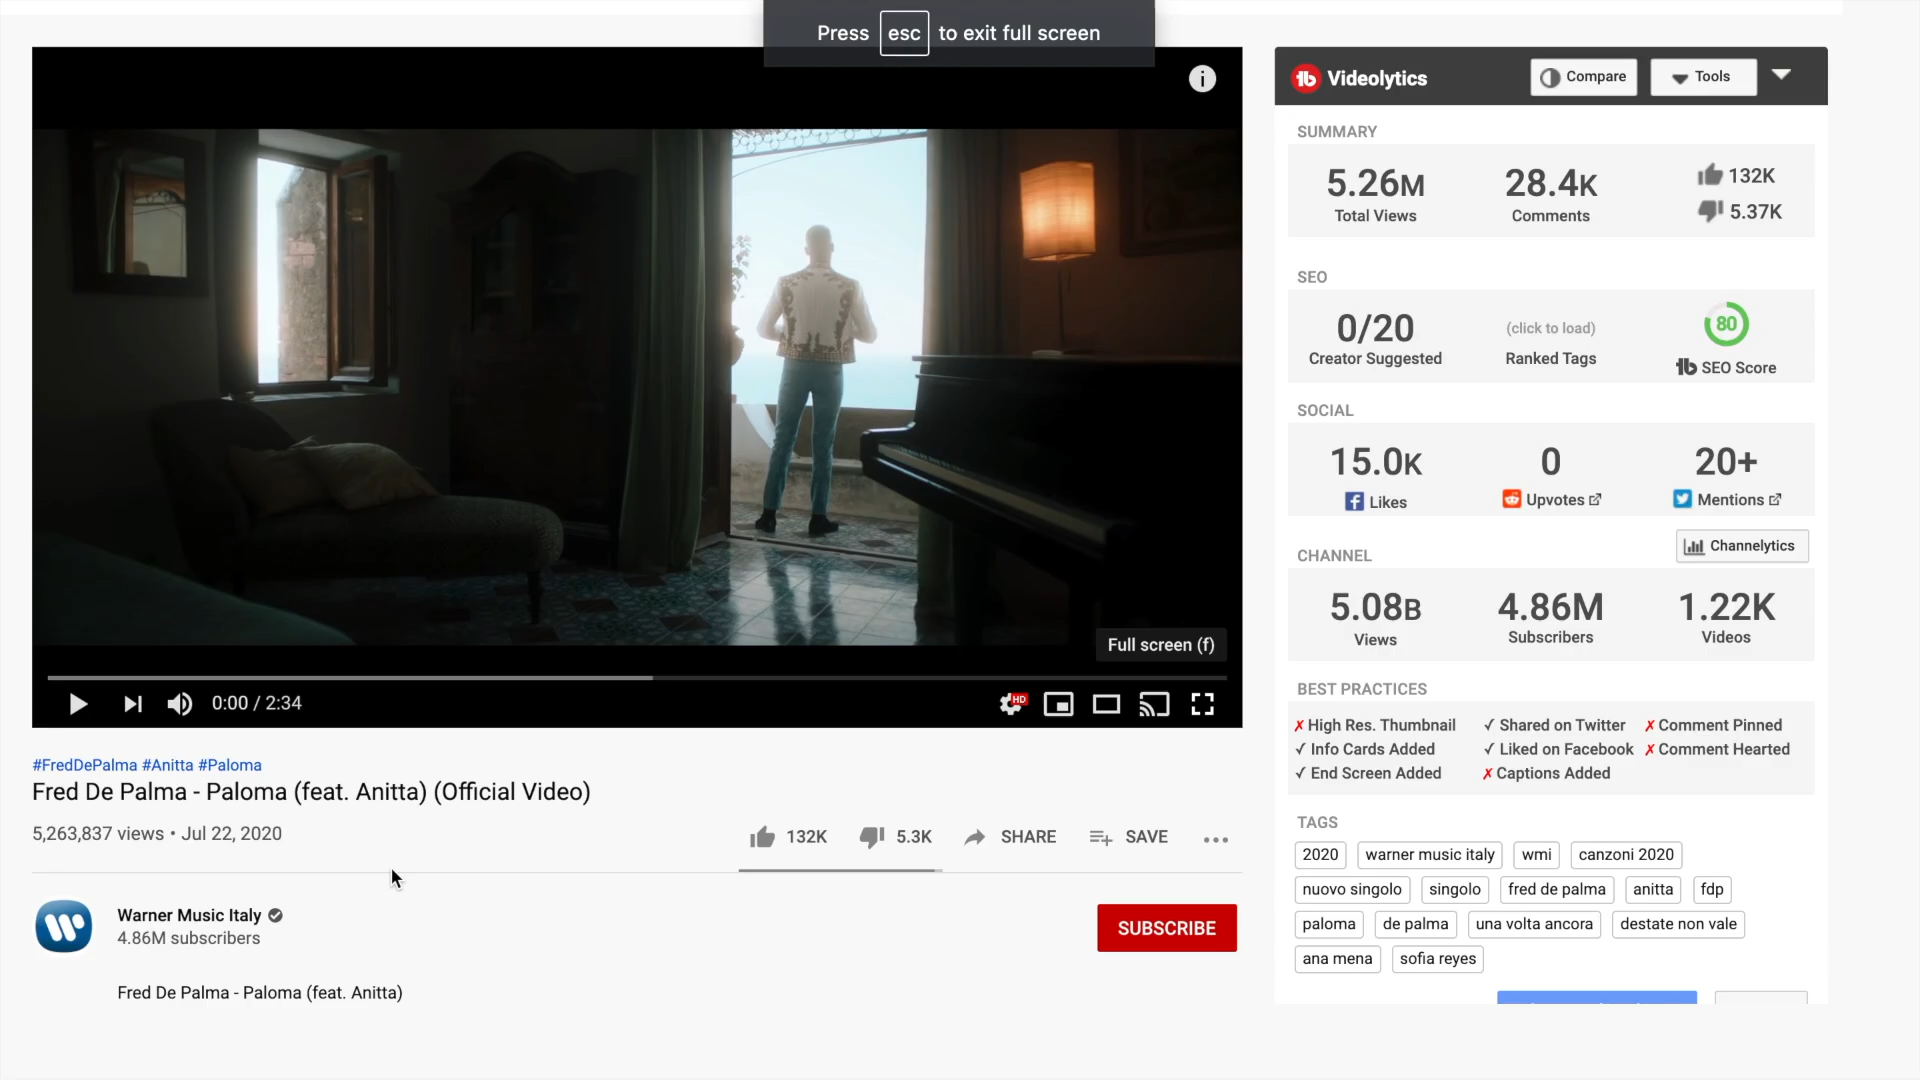 Press esc to exit full screen
i
Full screen (f)
0:00 / 2:34
HD
#FredDePalma #Anitta #Paloma
Fred De Palma - Paloma (feat. Anitta) (Official Video)
5,263,837 views • Jul 22, 2020
132K
5.3K
SHARE
SAVE
Warner Music Italy
4.86M subscribers
SUBSCRIBE
Fred De Palma - Paloma (feat. Anitta)
Videolytics
Compare
Tools
SUMMARY
5.26M
Total Views
28.4K
Comments
132K
5.37K
SEO
0/20
Creator Suggested
(click to load)
Ranked Tags
80
SEO Score
SOCIAL
15.0K
Likes
0
Upvotes
20+
Mentions
CHANNEL
Channelytics
5.08B
Views
4.86M
Subscribers
1.22K
Videos
BEST PRACTICES
✗ High Res. Thumbnail ✓ Shared on Twitter ✗ Comment Pinned
✓ Info Cards Added ✓ Liked on Facebook ✗ Comment Hearted
✓ End Screen Added ✗ Captions Added
TAGS
2020 warner music italy wmi canzoni 2020
nuovo singolo singolo fred de palma anitta fdp
paloma de palma una volta ancora destate non vale
ana mena sofia reyes